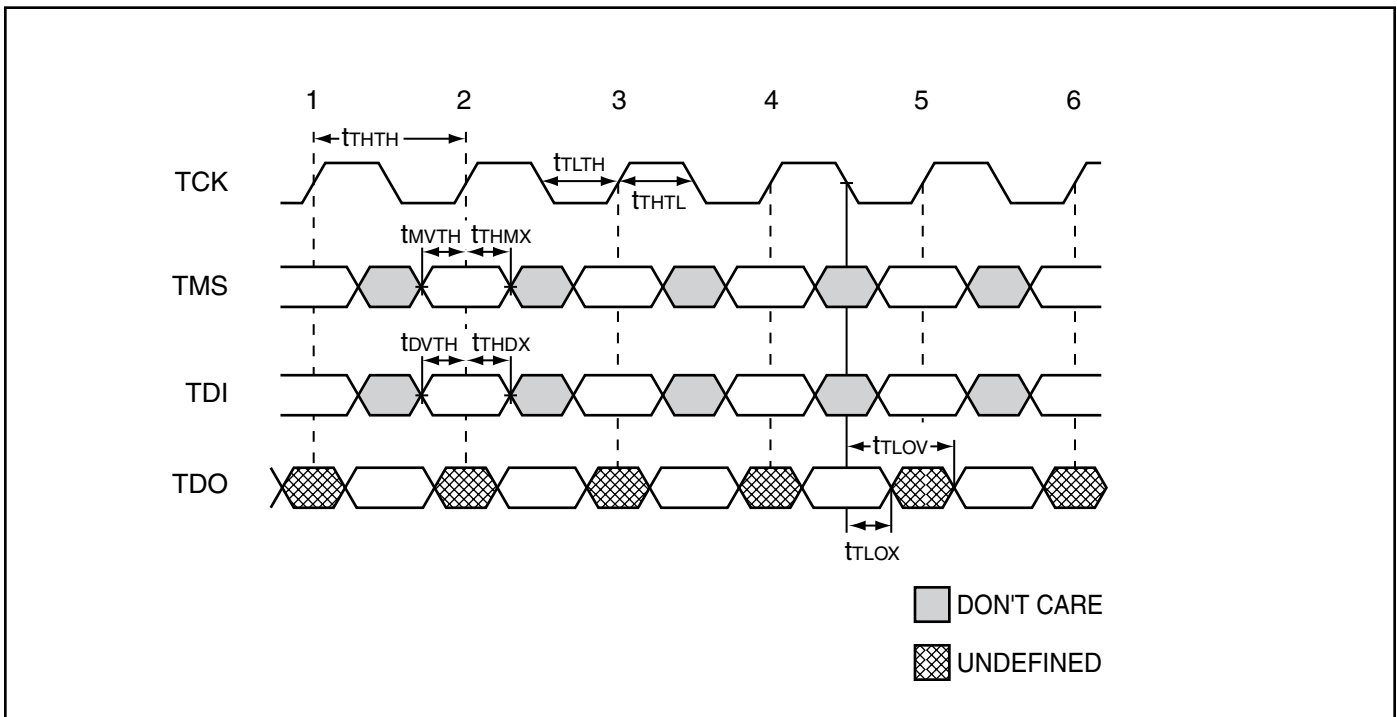 1 2 3 4 5 6
tTHTH
TCK
tTLTH
tTHTL
tMVTH tTHMX
TMS
tDVTH tTHDX
TDI
tTLOV
TDO
tTLOX
DON'T CARE
UNDEFINED